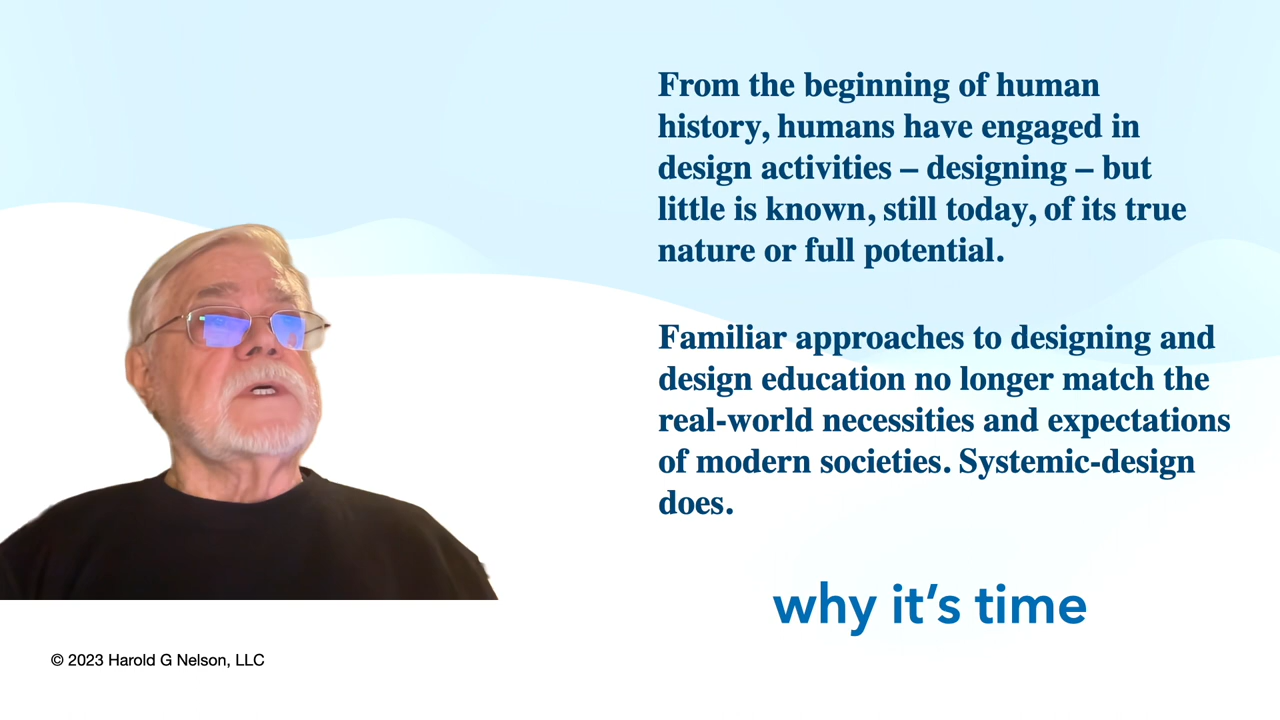 From the beginning of human
history, humans have engaged in
design activities – designing – but
little is known, still today, of its true
nature or full potential.
Familiar approaches to designing and
design education no longer match the
real-world necessities and expectations
of modern societies. Systemic-design
does.
why it’s time
© 2023 Harold G Nelson, LLC